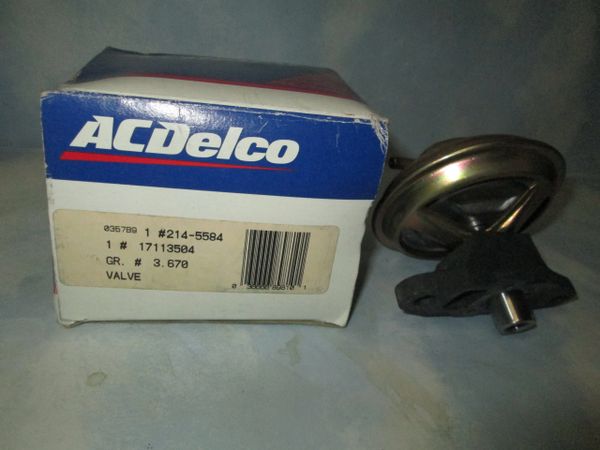 ACDelco
035789 1 #214-5584
1 # 17113504
GR. # 3.670
VALVE